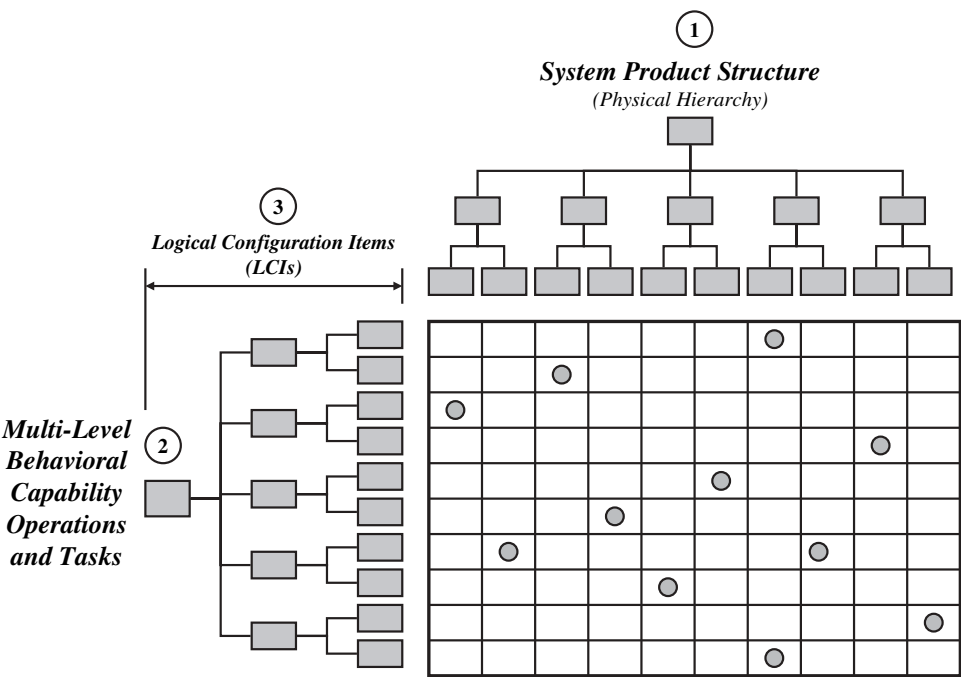 1
System Product Structure
(Physical Hierarchy)
3
Logical Configuration Items
(LCIs)
2
Multi-Level
Behavioral
Capability
Operations
and Tasks